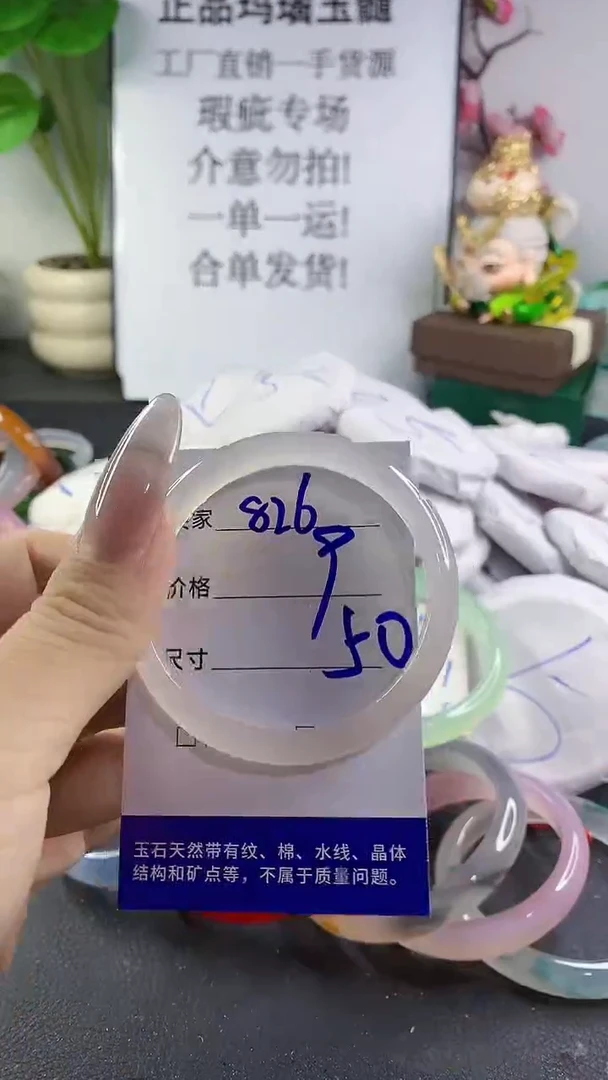 正品玛瑙玉髓
工厂直销一手货源
瑕疵专场
介意勿拍!
一单一运!
合单发货!
家 826
价格
尺寸 50
玉石天然带有纹、棉、水线、晶体
结构和矿点等，不属于质量问题。